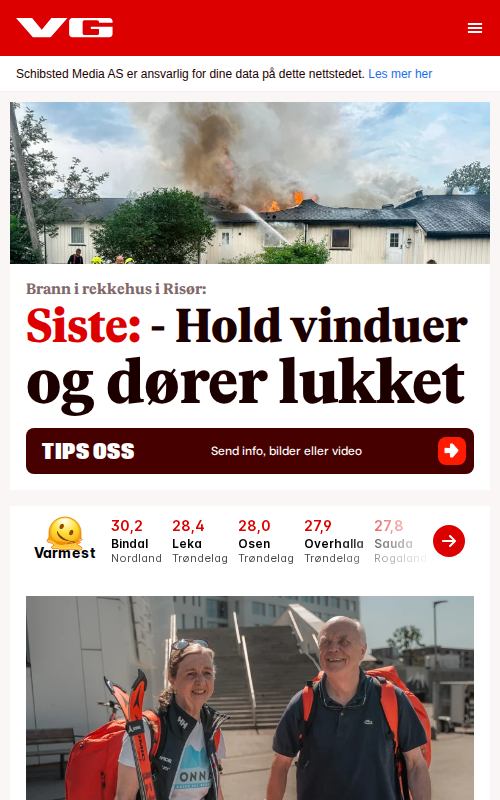 VG
Schibsted Media AS er ansvarlig for dine data på dette nettstedet. Les mer her
Brann i rekkehus i Risør:
Siste: - Hold vinduer
og dører lukket
TIPS OSS
Send info, bilder eller video
Varmest
30,2
Bindal
Nordland
28,4
Leka
Trøndelag
28,0
Osen
Trøndelag
27,9
Overhalla
Trøndelag
27,8
Sauda
Rogaland